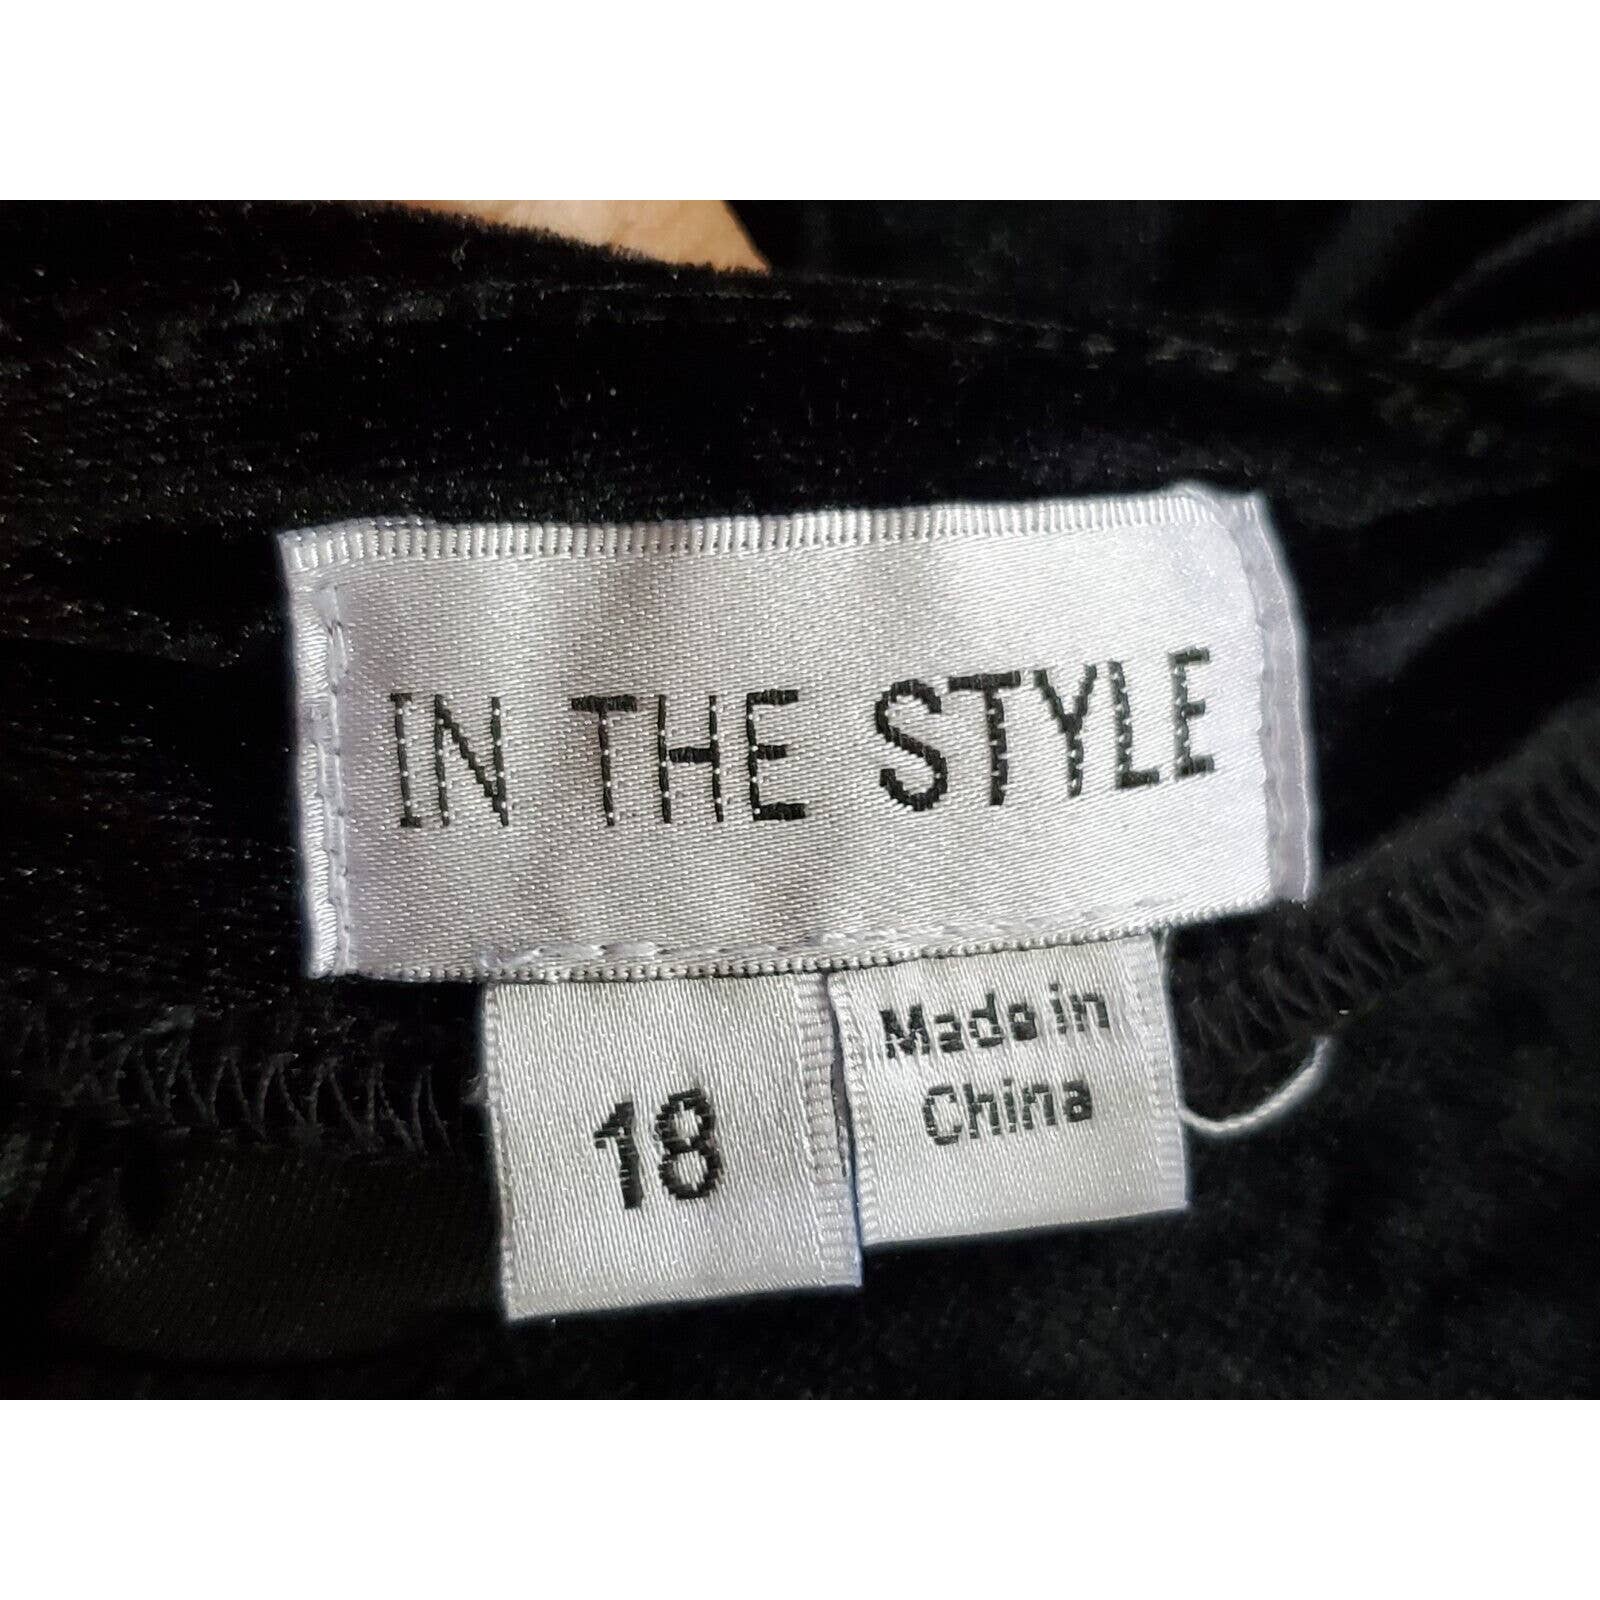 IN THE STYLE
18
Made in
China